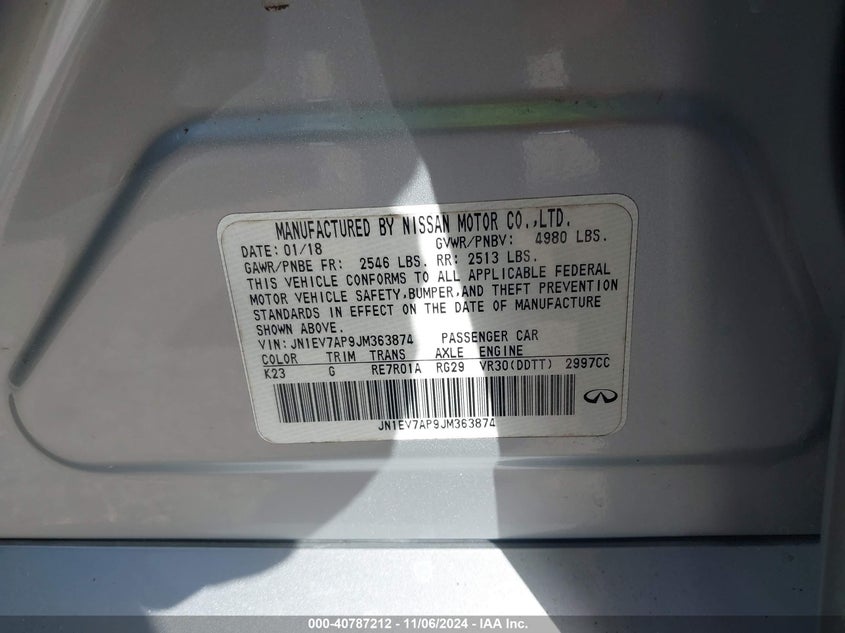 MANUFACTURED BY NISSAN MOTOR CO.,LTD.
DATE: 01/18 GVWR/PNBV: 4980 LBS.
GAWR/PNBE FR: 2546 LBS. RR: 2513 LBS.
THIS VEHICLE CONFORMS TO ALL APPLICABLE FEDERAL
MOTOR VEHICLE SAFETY,BUMPER,AND THEFT PREVENTION
STANDARDS IN EFFECT ON THE DATE OF MANUFACTURE
SHOWN ABOVE.
VIN: JN1EV7AP9JM363874 PASSENGER CAR
COLOR TRIM TRANS AXLE ENGINE
K23 G RE7R01A RG29 VR30(DDTT) 2997CC
JN1EV7AP9JM363874
000-40787212 - 11/06/2024 - IAA Inc.